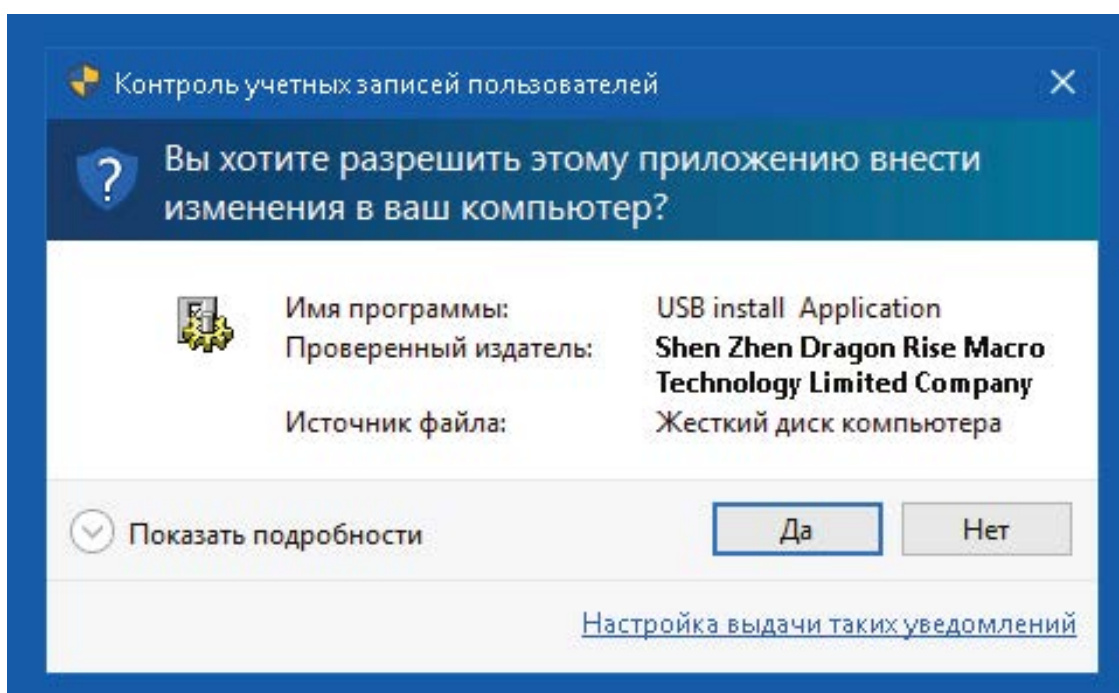 Контроль учетных записей пользователей
Вы хотите разрешить этому приложению внести
изменения в ваш компьютер?
Имя программы: USB install Application
Проверенный издатель: Shen Zhen Dragon Rise Macro
Technology Limited Company
Источник файла: Жесткий диск компьютера
Показать подробности Да Нет
Настройка выдачи таких уведомлений